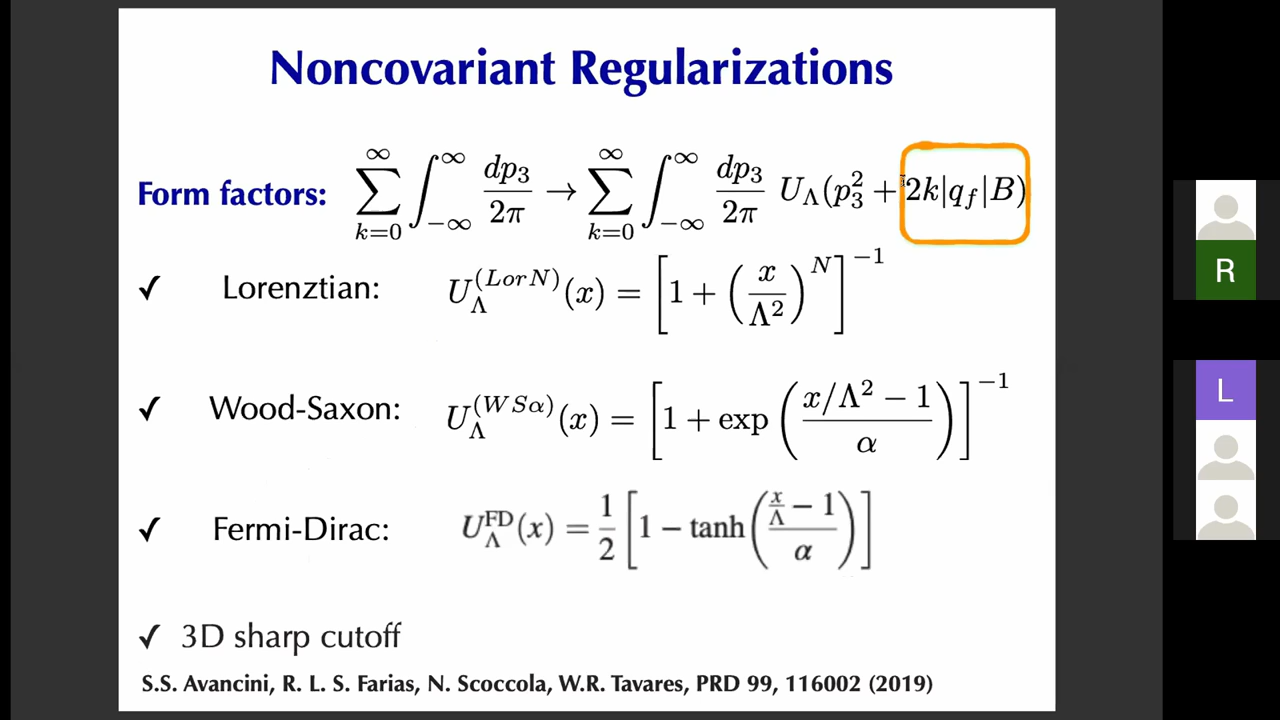 Noncovariant Regularizations
Form factors: \sum_{k=0}^{\infty} \int_{-\infty}^{\infty} \frac{dp_3}{2\pi} \to \sum_{k=0}^{\infty} \int_{-\infty}^{\infty} \frac{dp_3}{2\pi} U_\Lambda(p_3^2 + 2k|q_f|B)
✓ Lorenztian: U_\Lambda^{(LorN)}(x) = \left[1 + \left(\frac{x}{\Lambda^2}\right)^N\right]^{-1}
✓ Wood-Saxon: U_\Lambda^{(WS\alpha)}(x) = \left[1 + \exp\left(\frac{x/\Lambda^2 - 1}{\alpha}\right)\right]^{-1}
✓ Fermi-Dirac: U_\Lambda^{FD}(x) = \frac{1}{2}\left[1 - \tanh\left(\frac{\frac{x}{\Lambda} - 1}{\alpha}\right)\right]
✓ 3D sharp cutoff
S.S. Avancini, R. L. S. Farias, N. Scoccola, W.R. Tavares, PRD 99, 116002 (2019)
R
L